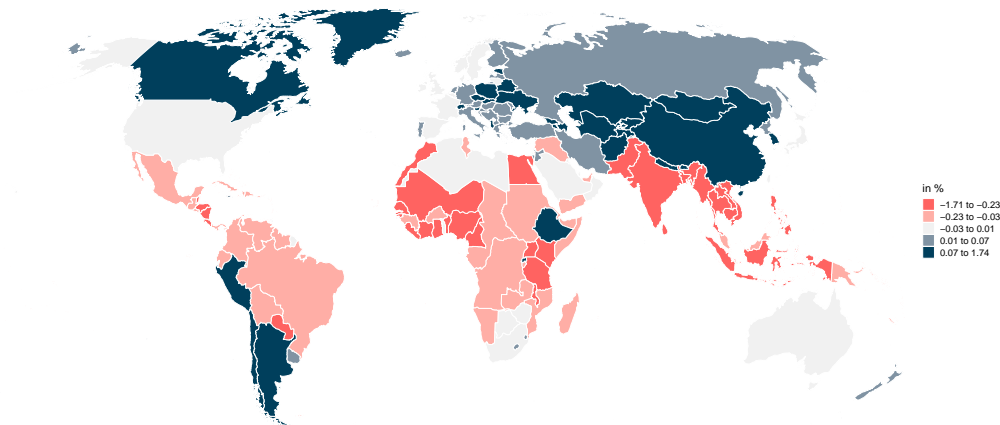 in %
−1.71 to −0.23
−0.23 to −0.03
−0.03 to 0.01
0.01 to 0.07
0.07 to 1.74